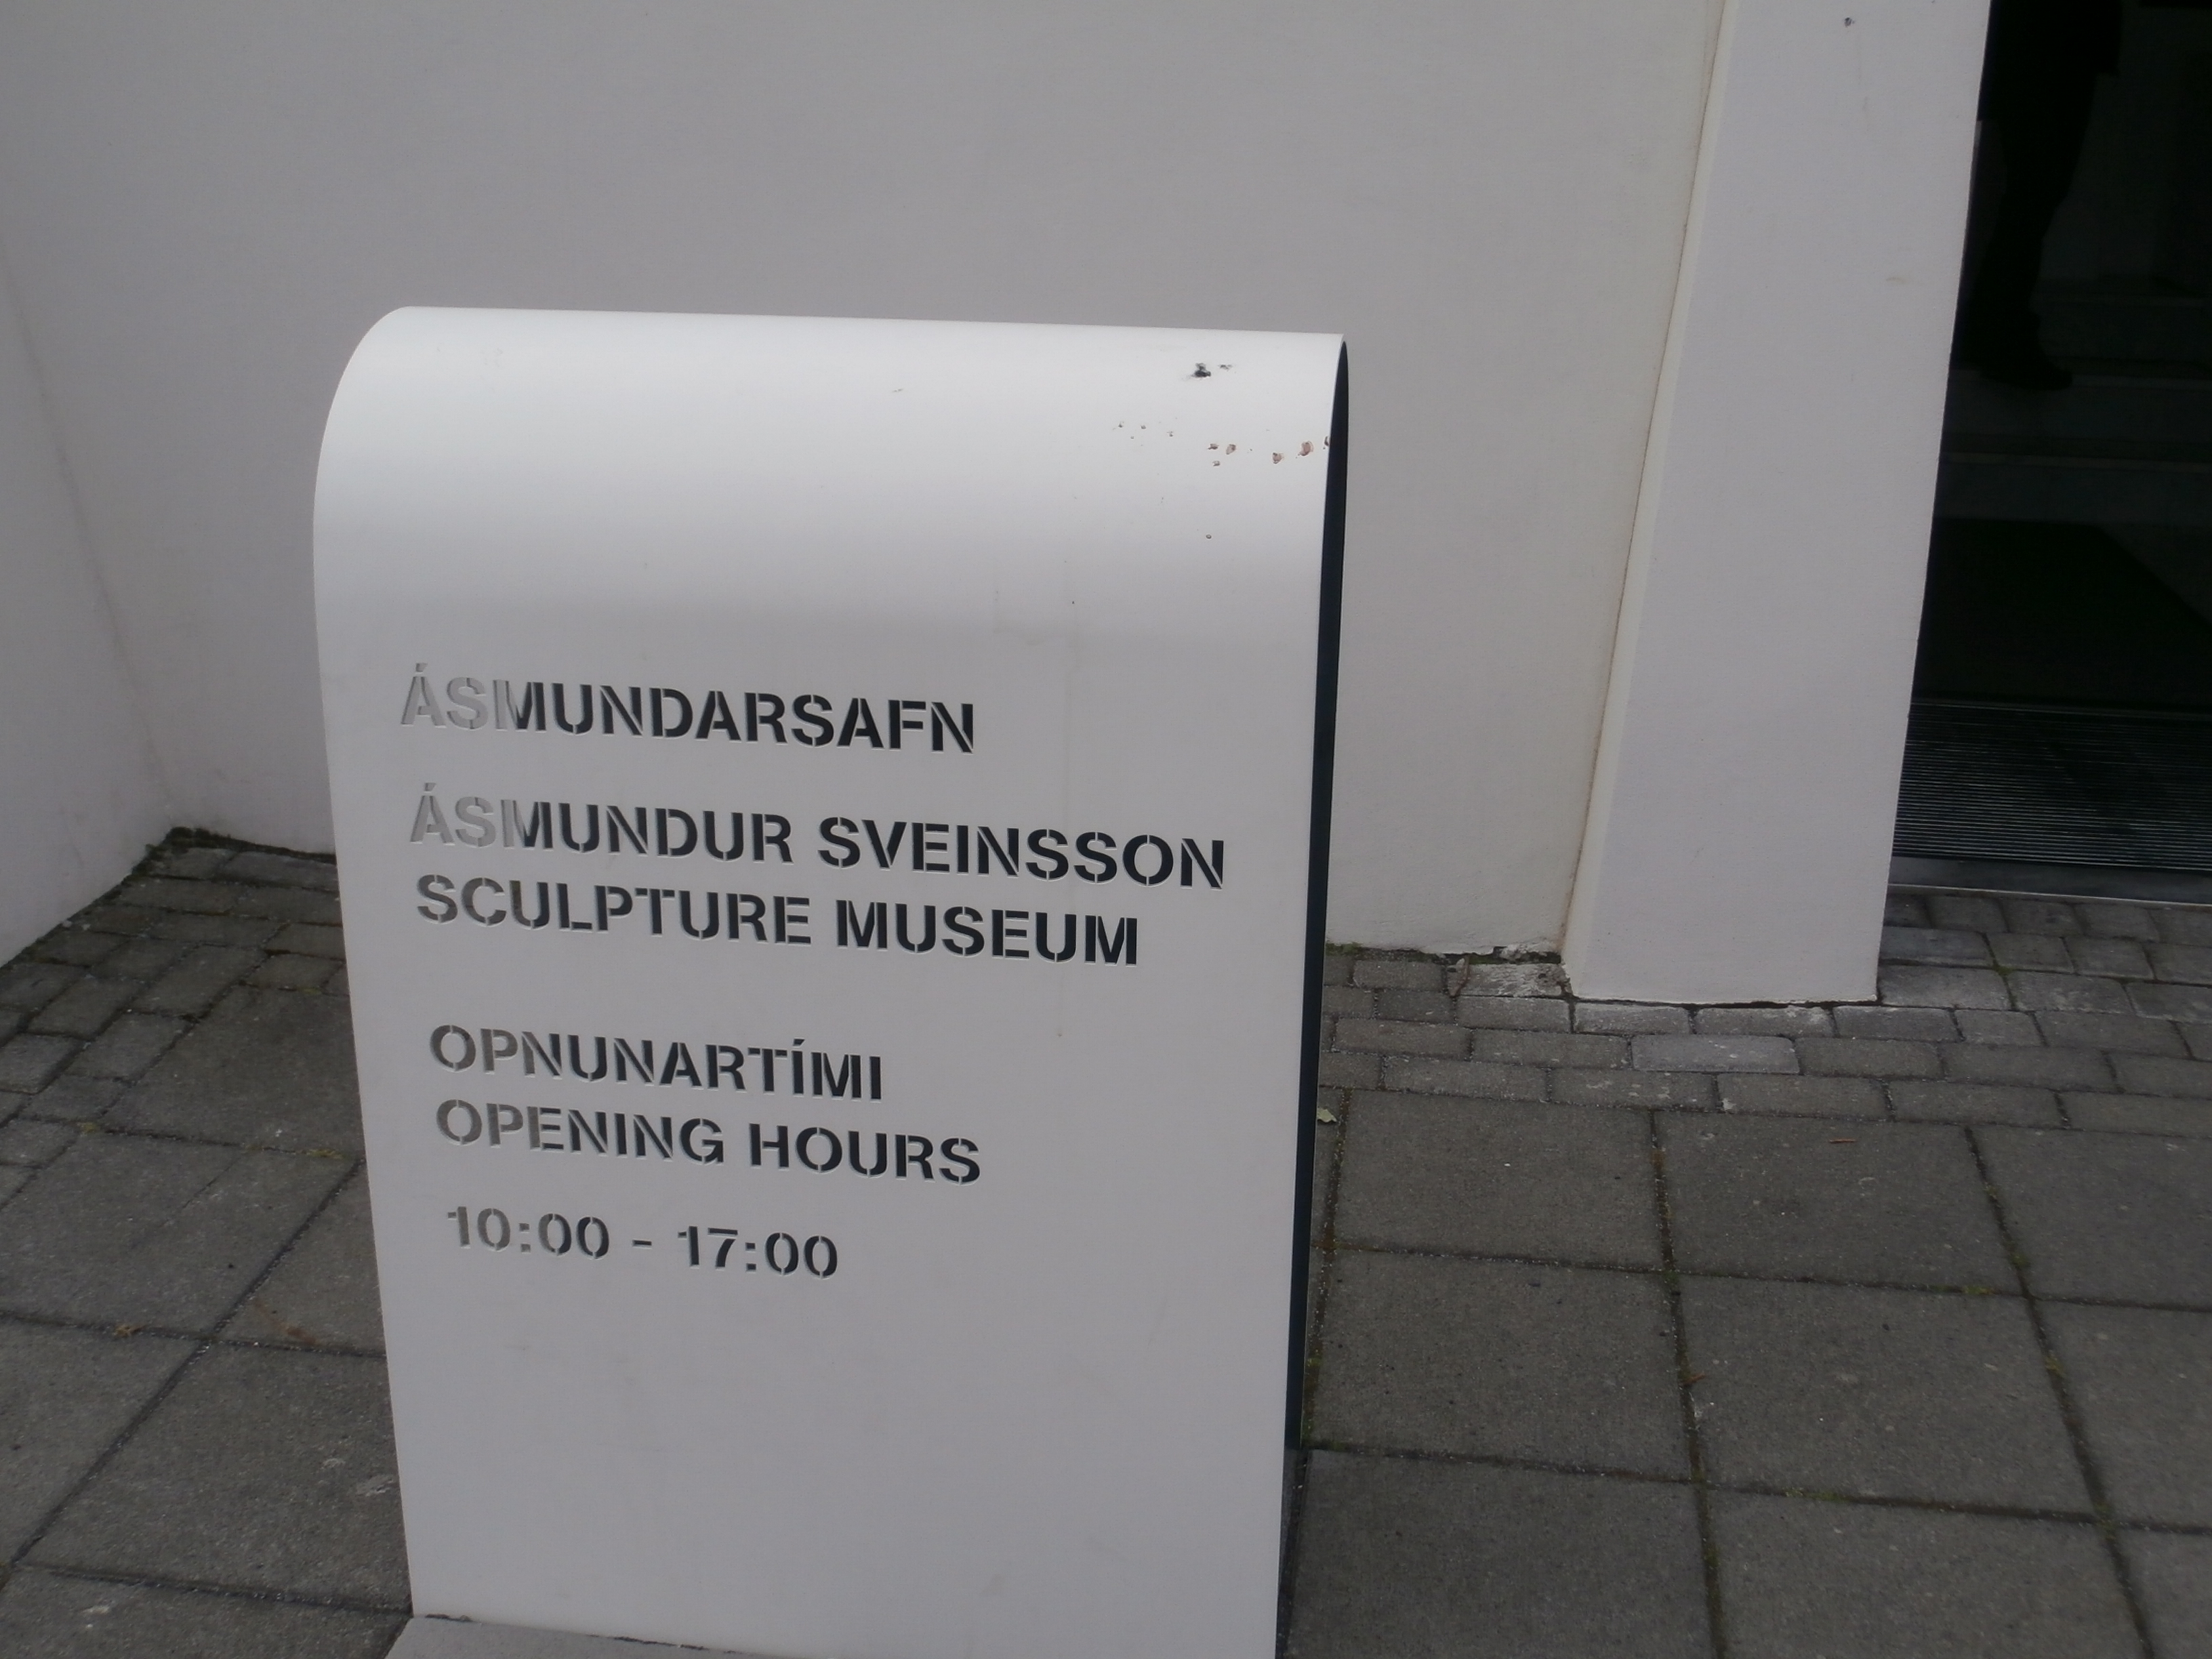 ÁSMUNDARSAFN
ÁSMUNDUR SVEINSSON
SCULPTURE MUSEUM
OPNUNARTÍMI
OPENING HOURS
10:00 - 17:00